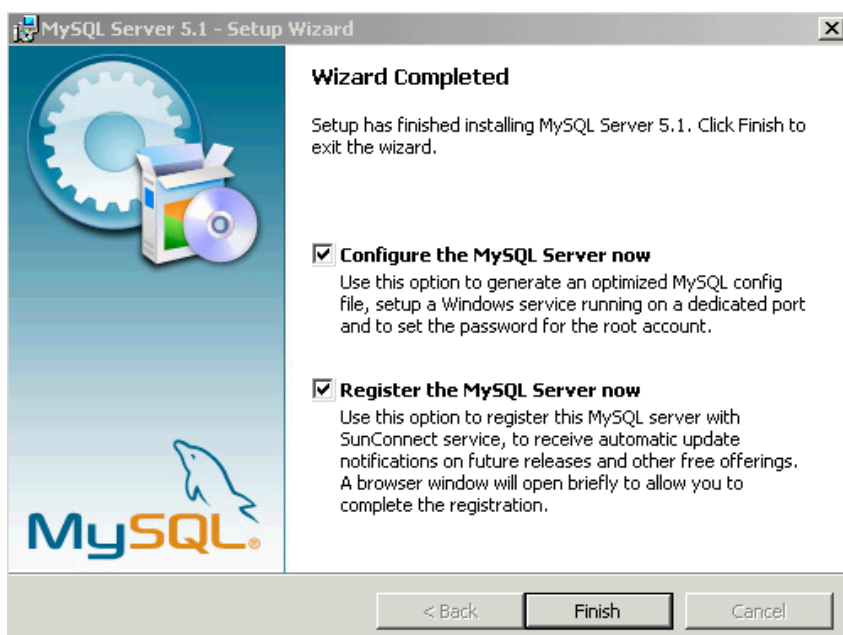 MySQL Server 5.1 - Setup Wizard
Wizard Completed
Setup has finished installing MySQL Server 5.1. Click Finish to
exit the wizard.
Configure the MySQL Server now
Use this option to generate an optimized MySQL config
file, setup a Windows service running on a dedicated port
and to set the password for the root account.
Register the MySQL Server now
Use this option to register this MySQL server with
SunConnect service, to receive automatic update
notifications on future releases and other free offerings.
A browser window will open briefly to allow you to
complete the registration.
MySQL®
< Back
Finish
Cancel